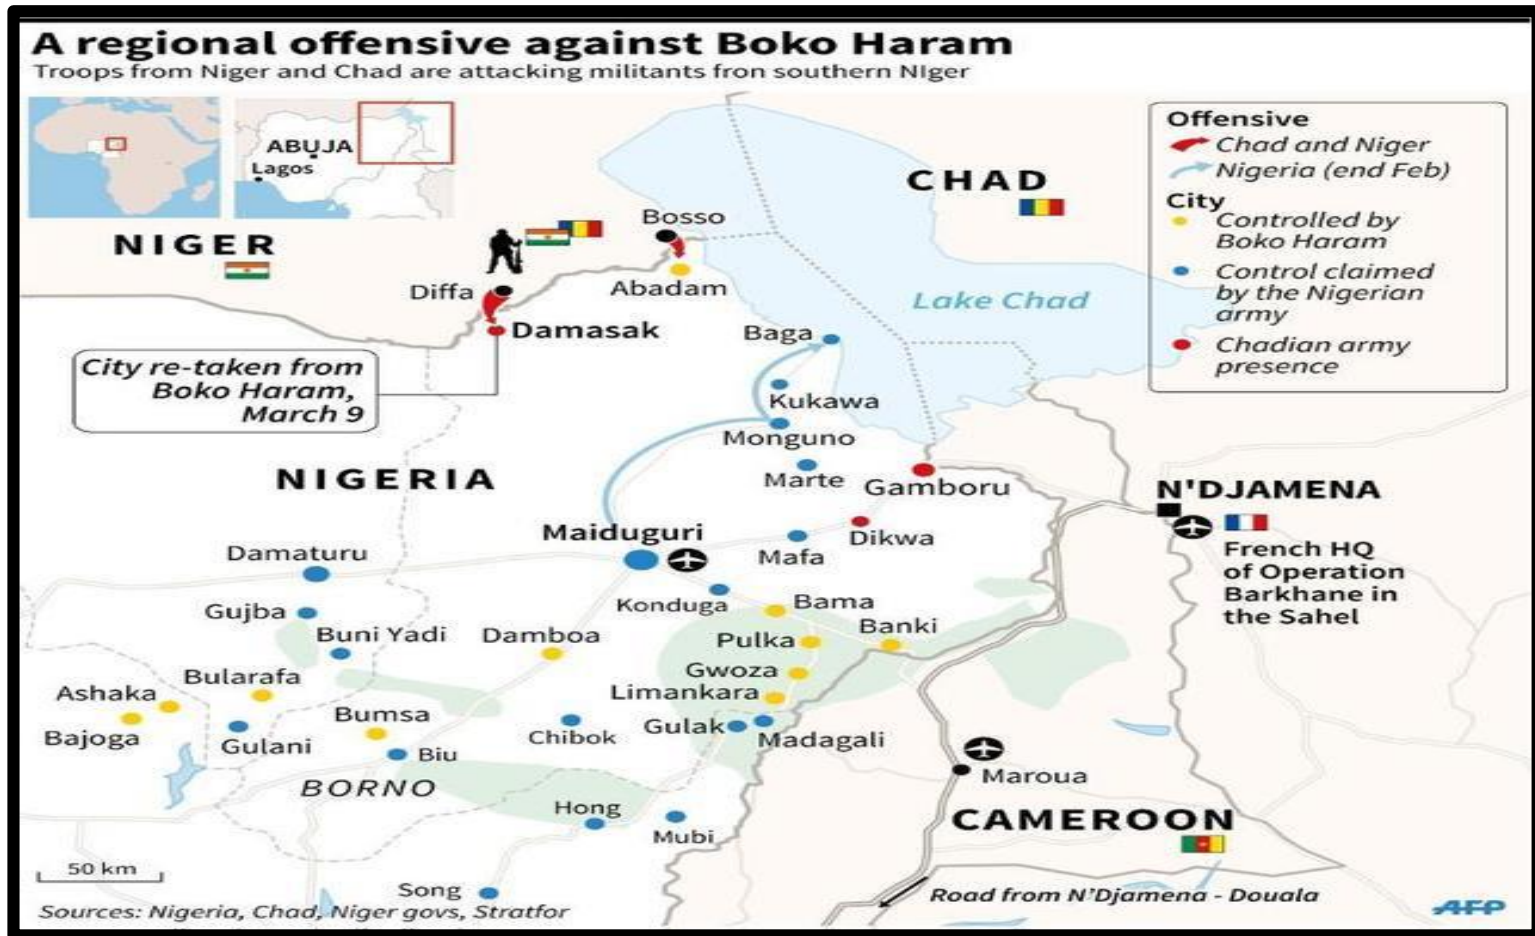 A regional offensive against Boko Haram
Troops from Niger and Chad are attacking militants fron southern NIger
ABUJA
Lagos
Offensive
Chad and Niger
Nigeria (end Feb)
City
Controlled by
Boko Haram
Control claimed
by the Nigerian
army
Chadian army
presence
CHAD
NIGER
Bosso
Diffa
Abadam
Damasak
Lake Chad
Baga
City re-taken from
Boko Haram,
March 9
Kukawa
Monguno
NIGERIA
Marte
Gamboru
N'DJAMENA
French HQ
of Operation
Barkhane in
the Sahel
Maiduguri
Dikwa
Mafa
Damaturu
Konduga
Bama
Gujba
Buni Yadi
Damboa
Pulka
Banki
Gwoza
Bularafa
Limankara
Ashaka
Bumsa
Gulak
Madagali
Bajoga
Gulani
Chibok
Biu
BORNO
Maroua
Hong
Mubi
CAMEROON
50 km
Song
Road from N'Djamena - Douala
Sources: Nigeria, Chad, Niger govs, Stratfor
AFP